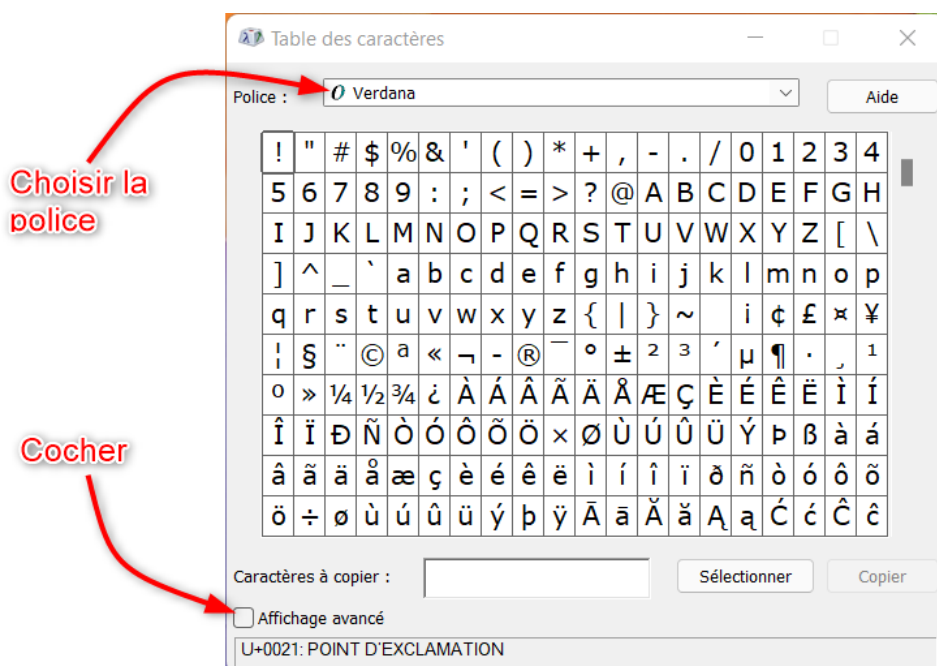 Table des caractères
Police : Verdana Aide
! " # $ % & ' ( ) * + , - . / 0 1 2 3 4
Choisir la
police
5 6 7 8 9 : ; < = > ? @ A B C D E F G H
I J K L M N O P Q R S T U V W X Y Z [ \
] ^ _ ` a b c d e f g h i j k l m n o p
q r s t u v w x y z { | } ~   ¡ ¢ £ ¤ ¥
¦ § ¨ © ª « ¬ - ® ¯ ° ± ² ³ ´ µ ¶ · ¸ ¹
º » ¼ ½ ¾ ¿ À Á Â Ã Ä Å Æ Ç È É Ê Ë Ì Í
Î Ï Ð Ñ Ò Ó Ô Õ Ö × Ø Ù Ú Û Ü Ý Þ ß à á
Cocher
â ã ä å æ ç è é ê ë ì í î ï ð ñ ò ó ô õ
ö ÷ ø ù ú û ü ý þ ÿ Ā ā Ă ă Ą ą Ć ć Ĉ ĉ
Caractères à copier : Sélectionner Copier
Affichage avancé
U+0021: POINT D'EXCLAMATION